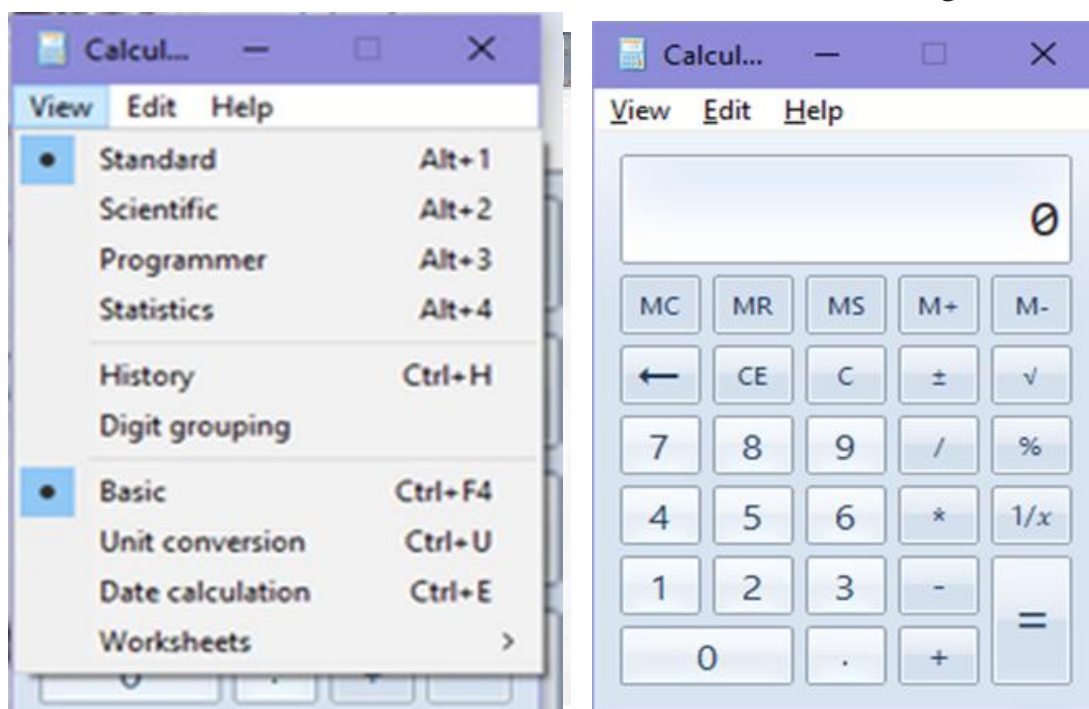 Calcul...
View Edit Help
Standard Alt+1
Scientific Alt+2
Programmer Alt+3
Statistics Alt+4
History Ctrl+H
Digit grouping
Basic Ctrl+F4
Unit conversion Ctrl+U
Date calculation Ctrl+E
Worksheets >
Calcul...
View Edit Help
0
MC MR MS M+ M-
← CE C ± √
7 8 9 / %
4 5 6 * 1/x
1 2 3 - =
0 . +